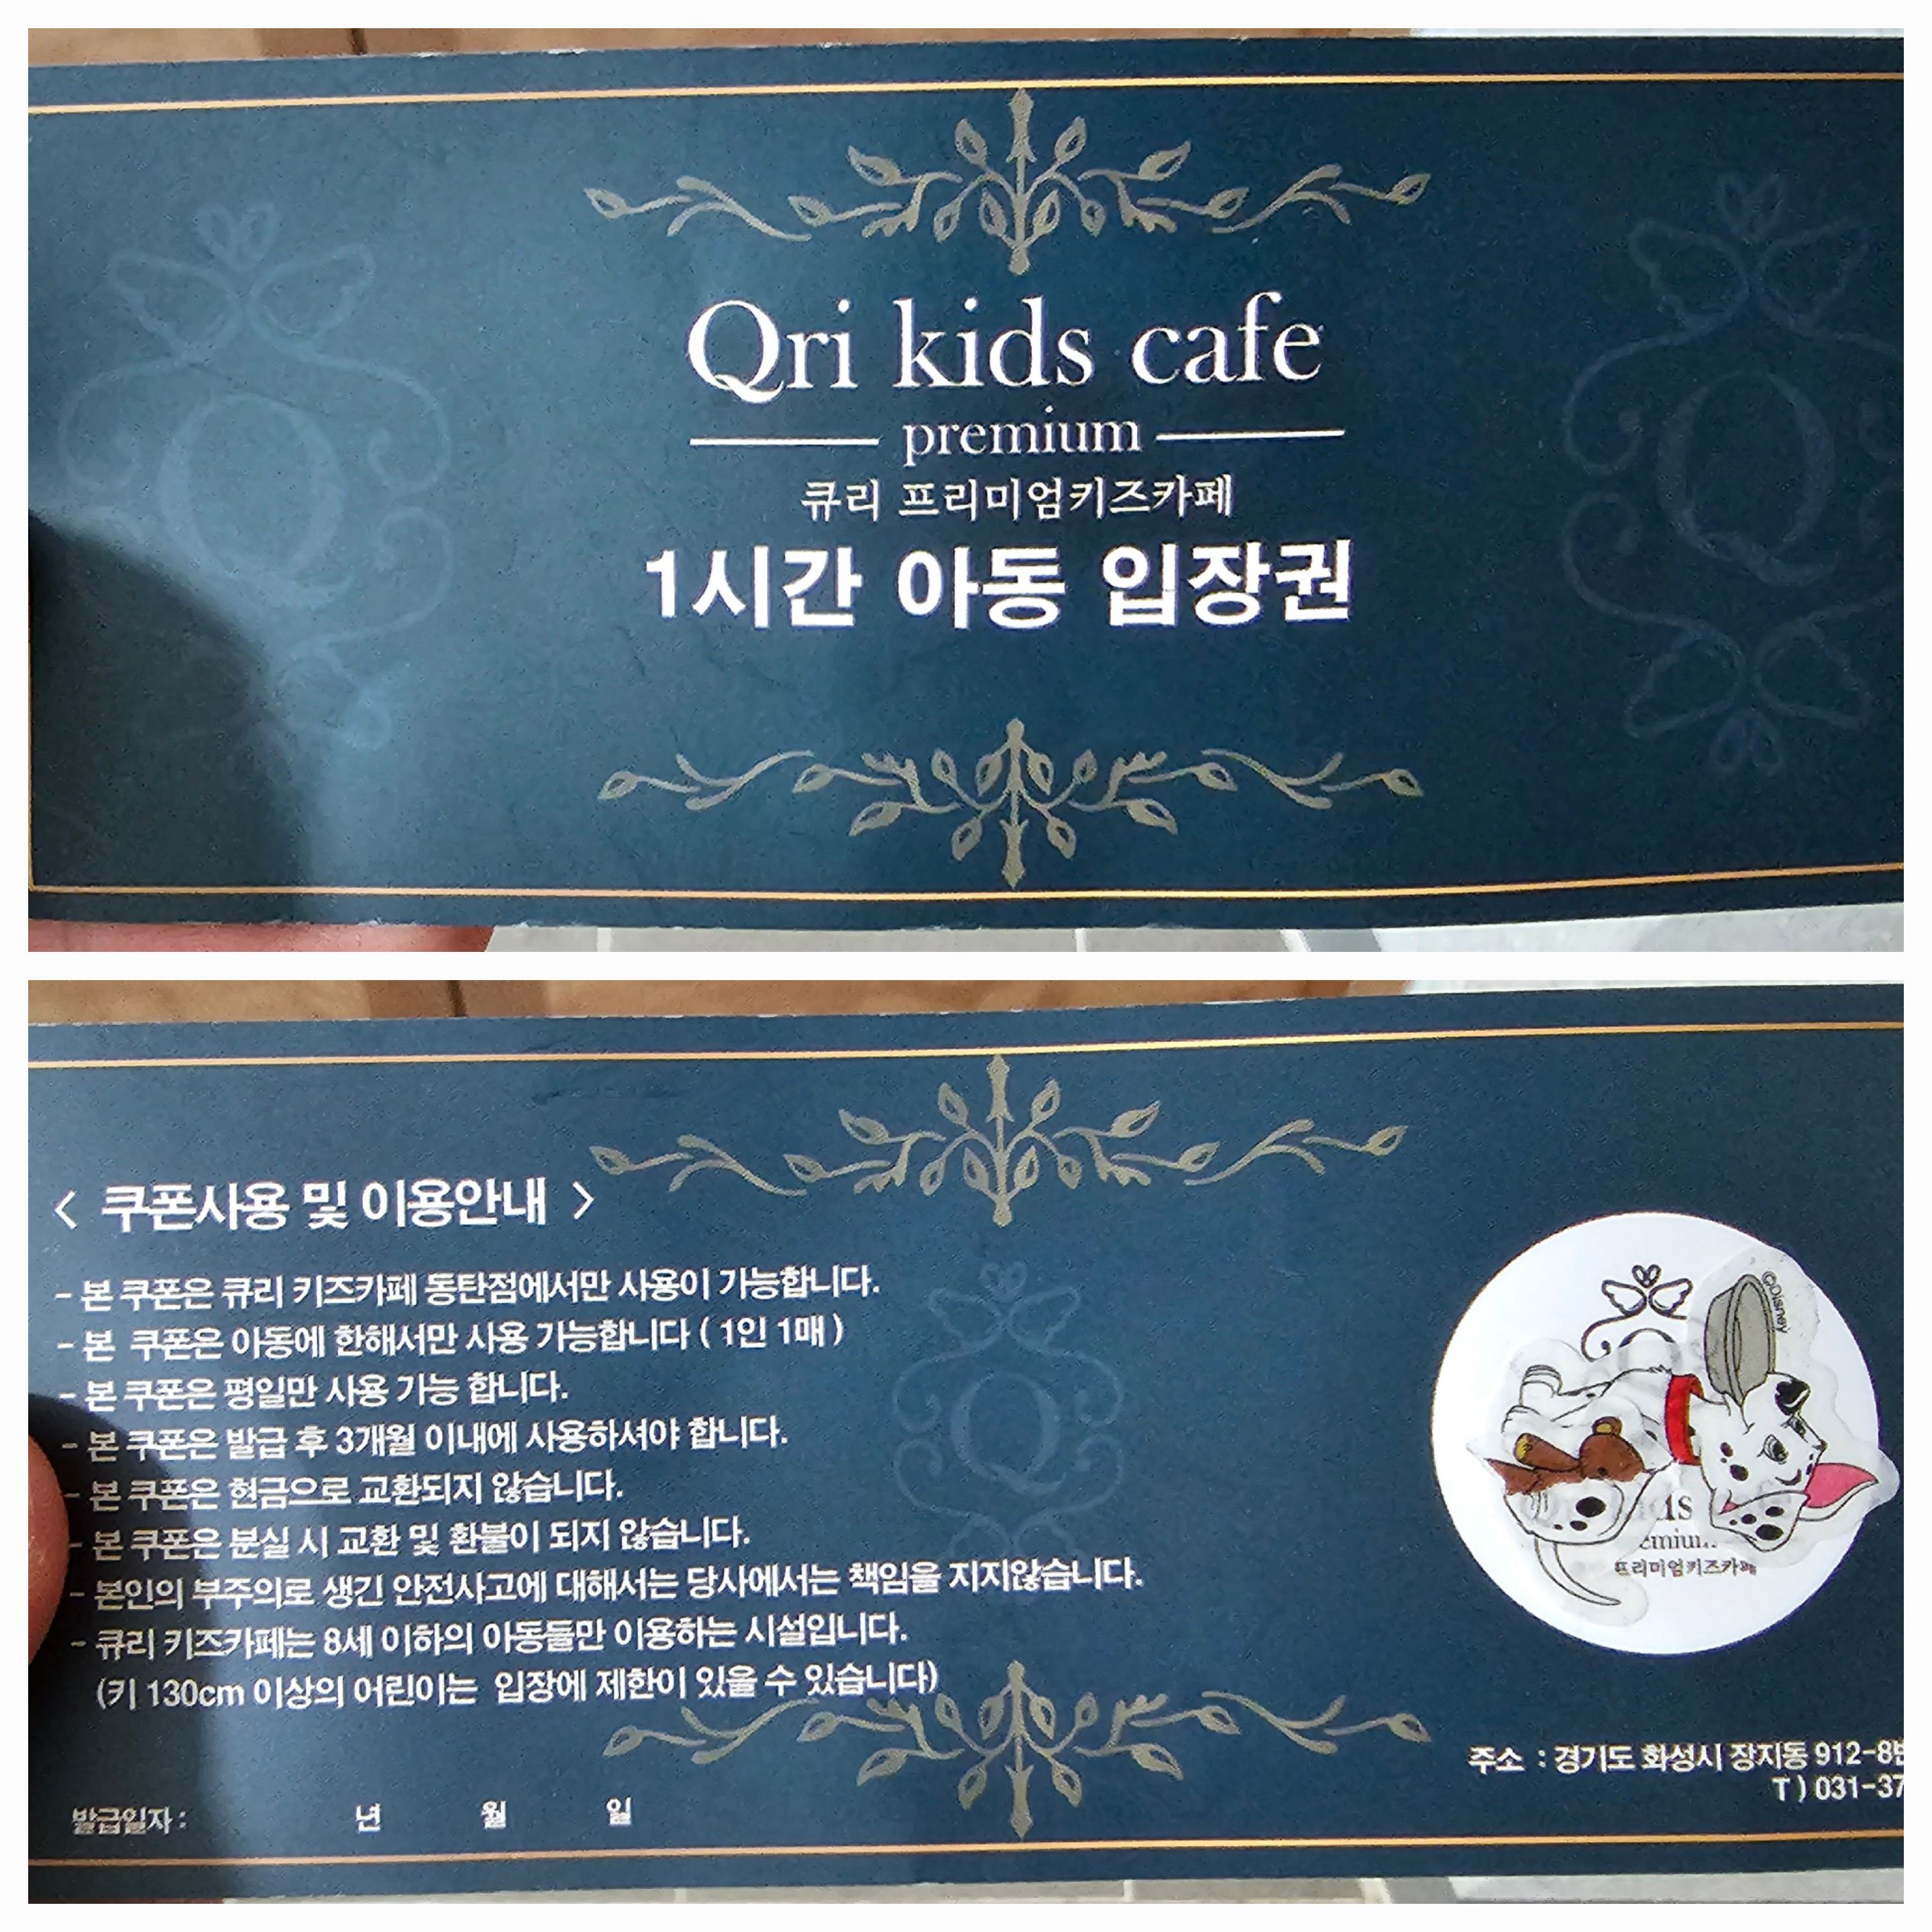 Qri kids cafe
premium
큐리 프리미엄키즈카페
1시간 아동 입장권
Q
Q
< 쿠폰사용 및 이용안내 >
- 본 쿠폰은 큐리 키즈카페 동탄점에서만 사용이 가능합니다.
- 본 쿠폰은 아동에 한해서만 사용 가능합니다 ( 1인 1매 )
- 본 쿠폰은 평일만 사용 가능 합니다.
- 본 쿠폰은 발급 후 3개월 이내에 사용하셔야 합니다.
- 본 쿠폰은 현금으로 교환되지 않습니다.
- 본 쿠폰은 분실 시 교환 및 환불이 되지 않습니다.
- 본인의 부주의로 생긴 안전사고에 대해서는 당사에서는 책임을 지지않습니다.
- 큐리 키즈카페는 8세 이하의 아동들만 이용하는 시설입니다.
(키 130cm 이상의 어린이는 입장에 제한이 있을 수 있습니다)
발급일자 : 년 월 일
Q
©Disney
프리미엄키즈카페
주소 : 경기도 화성시 장지동 912-8
T ) 031-37